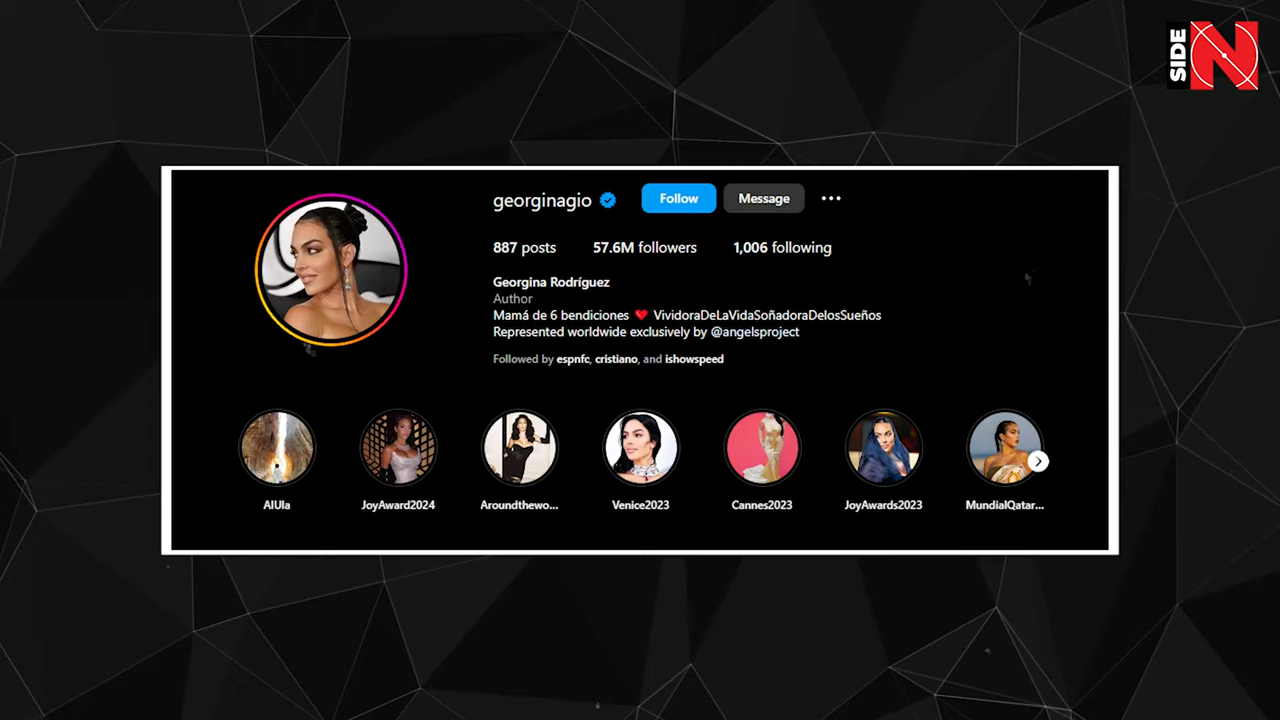 SIDE N
georginagio
Follow
Message
887 posts 57.6M followers 1,006 following
Georgina Rodríguez
Author
Mamá de 6 bendiciones ❤️ VividoraDeLaVidaSoñadoraDelosSueños
Represented worldwide exclusively by @angelsproject
Followed by espnfc, cristiano, and ishowspeed
AlUla JoyAward2024 Aroundthewo... Venice2023 Cannes2023 JoyAwards2023 MundialQatar...